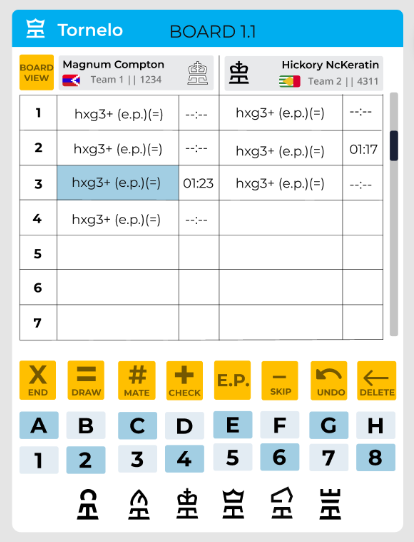 Tornelo BOARD 1.1
BOARD VIEW Magnum Compton Hickory NcKeratin
Team 1 || 1234 Team 2 || 4311
1 hxg3+ (e.p.)(=) --:-- hxg3+ (e.p.)(=) --:--
2 hxg3+ (e.p.)(=) --:-- hxg3+ (e.p.)(=) 01:17
3 hxg3+ (e.p.)(=) 01:23 hxg3+ (e.p.)(=) --:--
4 hxg3+ (e.p.)(=) --:--
5
6
7
X = # + E.P. –
END DRAW MATE CHECK SKIP UNDO DELETE
A B C D E F G H
1 2 3 4 5 6 7 8